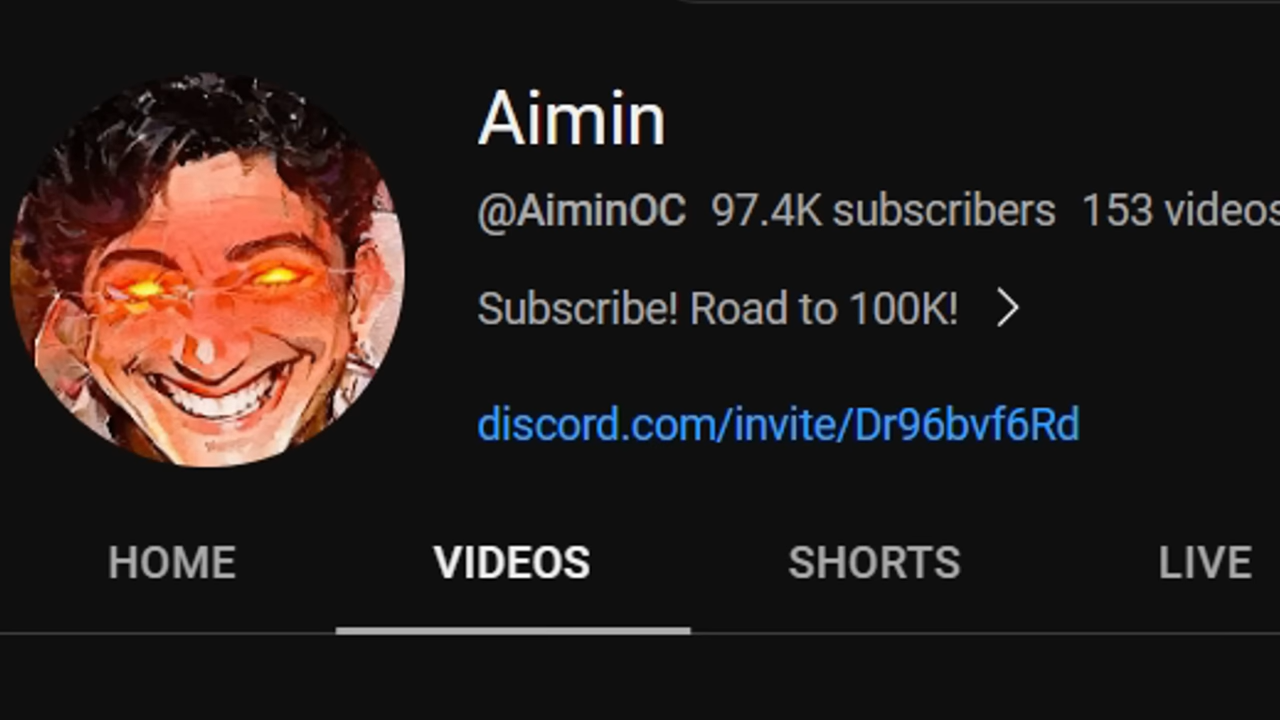 Aimin
@AiminOC 97.4K subscribers 153 videos
Subscribe! Road to 100K!
discord.com/invite/Dr96bvf6Rd
HOME VIDEOS SHORTS LIVE